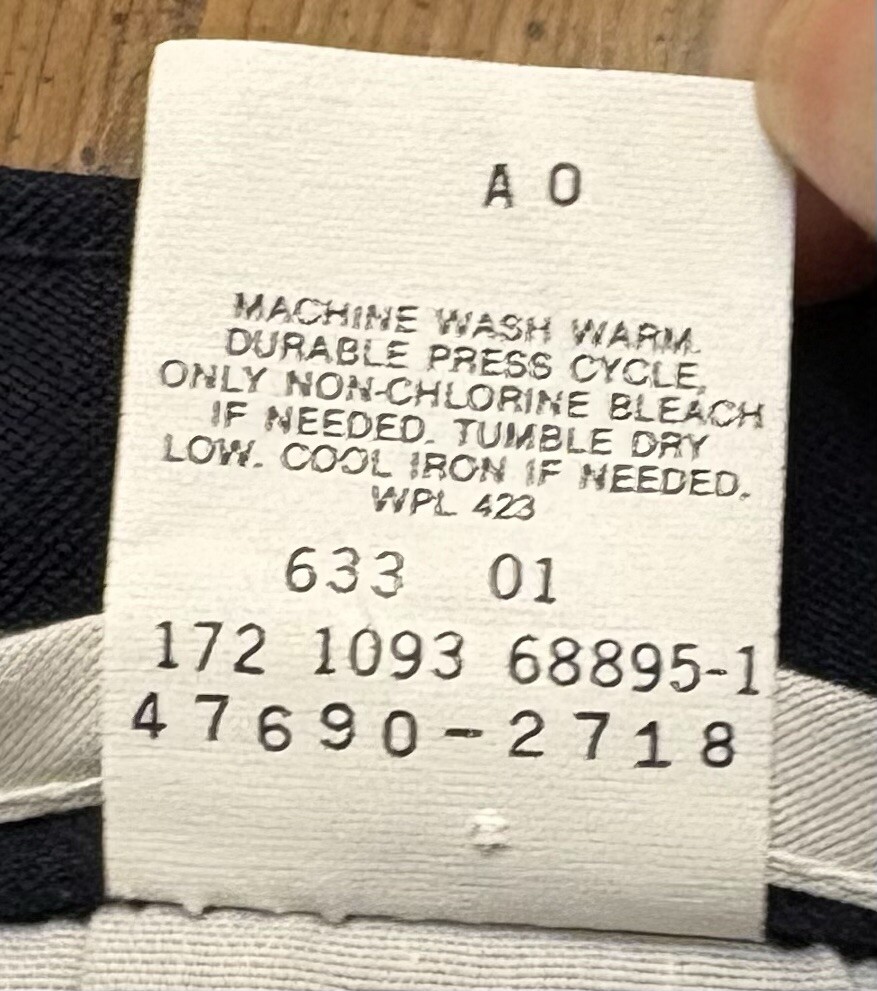 A 0
MACHINE WASH WARM.
DURABLE PRESS CYCLE.
ONLY NON-CHLORINE BLEACH
IF NEEDED. TUMBLE DRY
LOW. COOL IRON IF NEEDED.
WPL 423
633 01
172 1093 68895-1
47690-2718